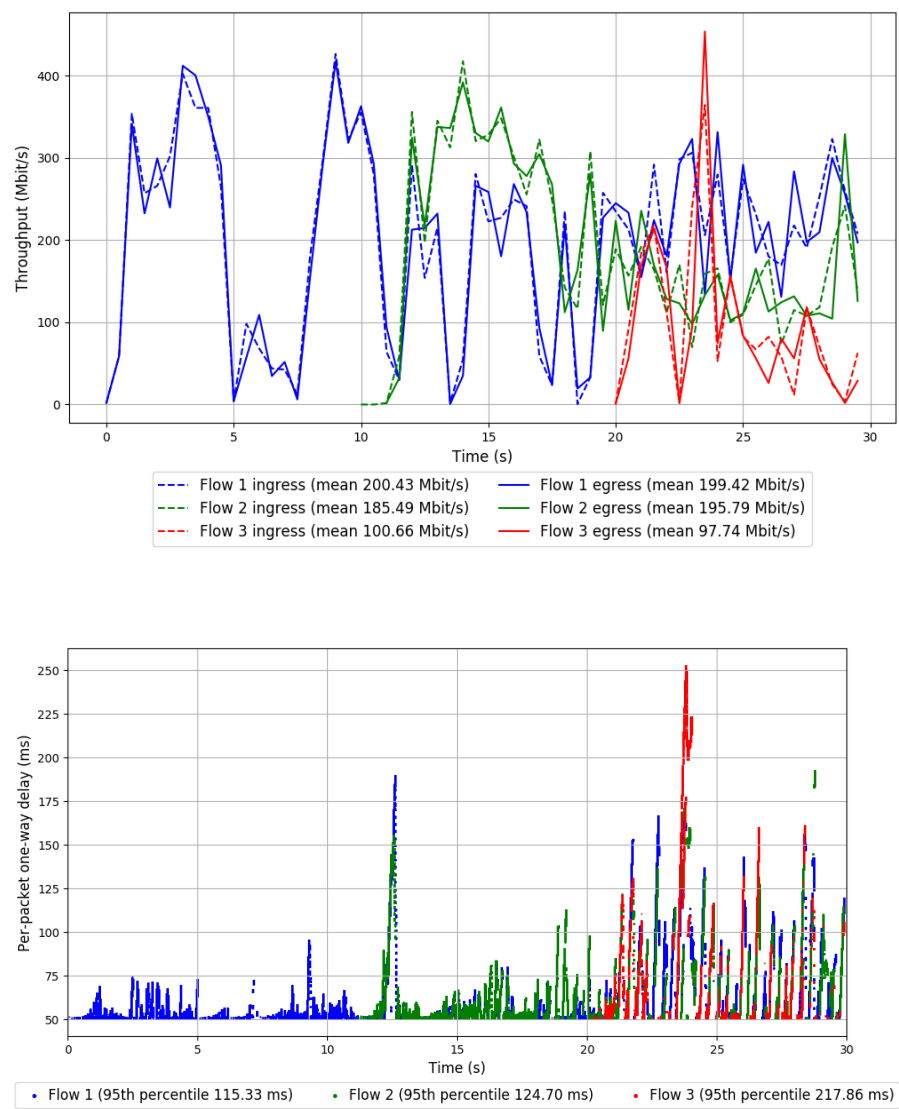 400
300
200
100
0
Throughput (Mbit/s)
0 5 10 15 20 25 30
Time (s)
Flow 1 ingress (mean 200.43 Mbit/s) Flow 1 egress (mean 199.42 Mbit/s)
Flow 2 ingress (mean 185.49 Mbit/s) Flow 2 egress (mean 195.79 Mbit/s)
Flow 3 ingress (mean 100.66 Mbit/s) Flow 3 egress (mean 97.74 Mbit/s)
250
225
200
175
150
125
100
75
50
Per-packet one-way delay (ms)
0 5 10 15 20 25 30
Time (s)
Flow 1 (95th percentile 115.33 ms) Flow 2 (95th percentile 124.70 ms) Flow 3 (95th percentile 217.86 ms)